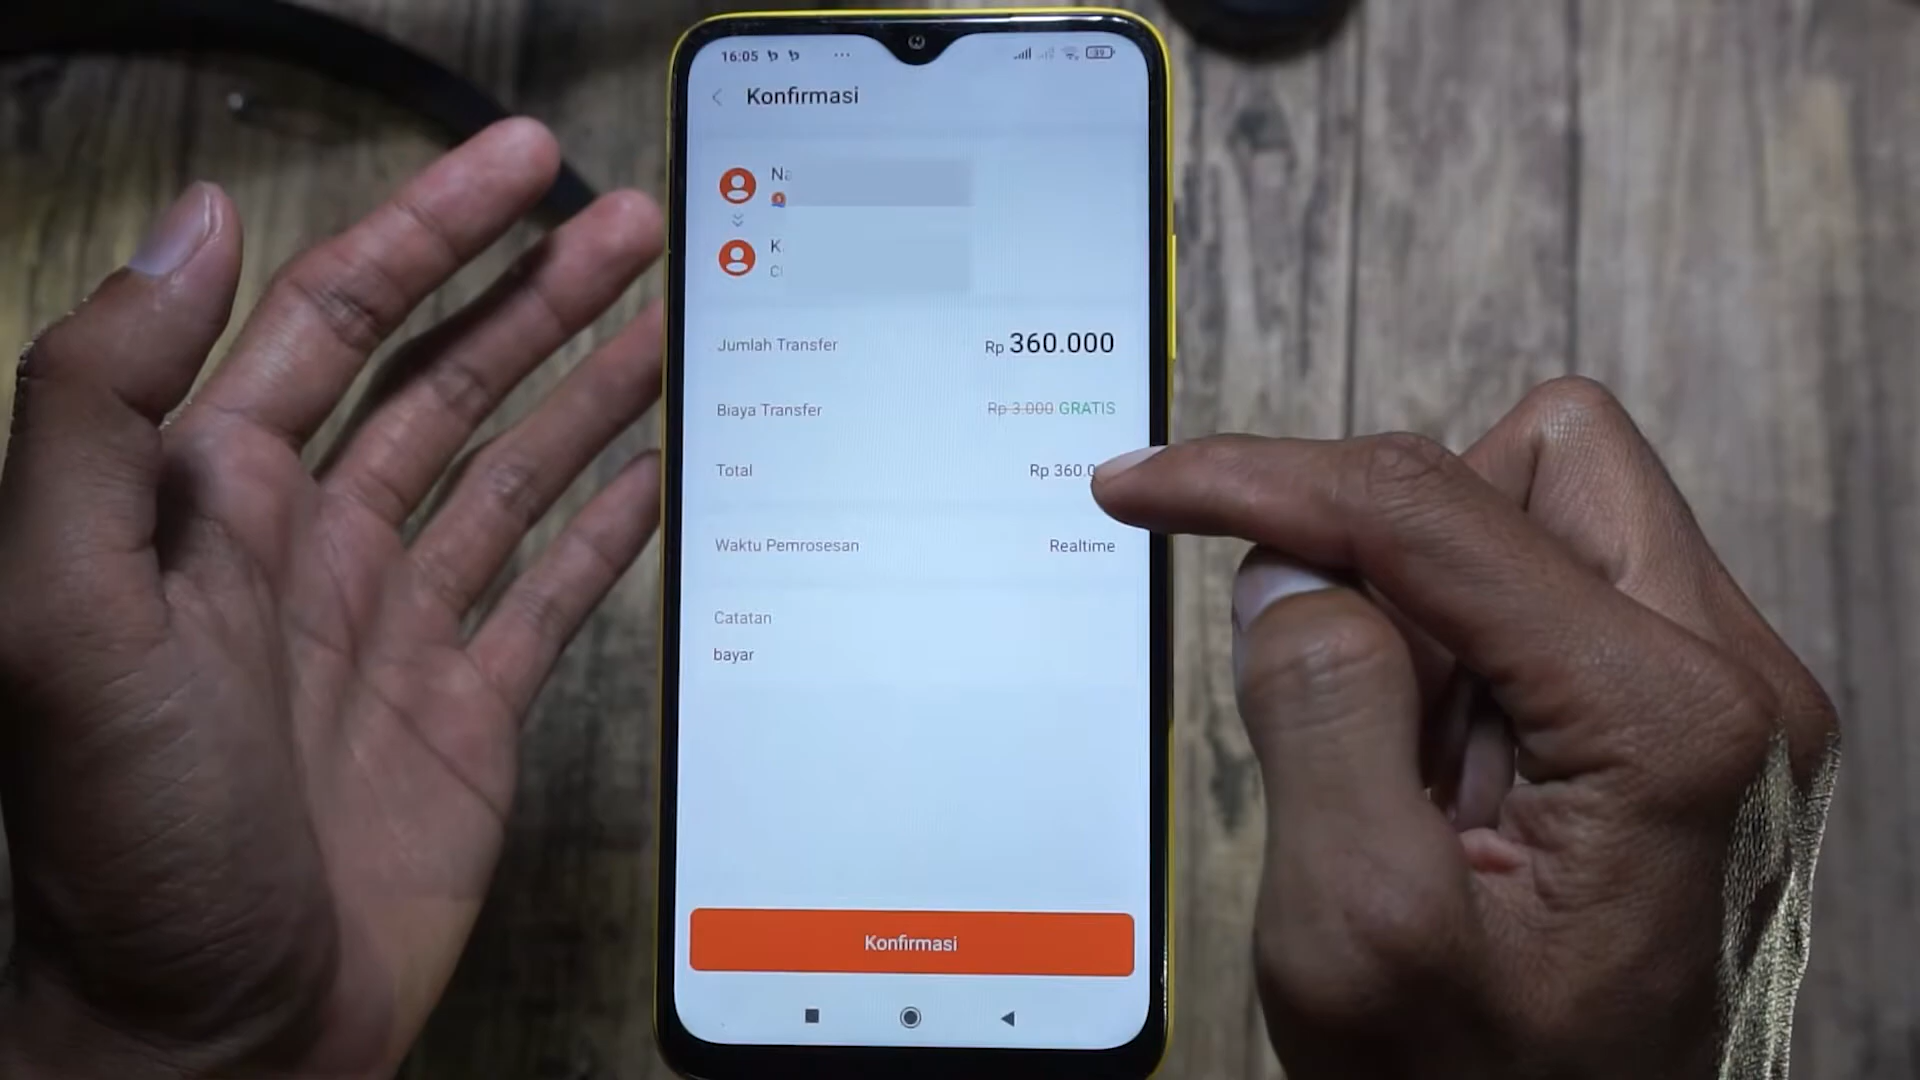 16:05
39
Konfirmasi
Jumlah Transfer Rp 360.000
Biaya Transfer Rp 3.000 GRATIS
Total Rp 360.0
Waktu Pemrosesan Realtime
Catatan
bayar
Konfirmasi